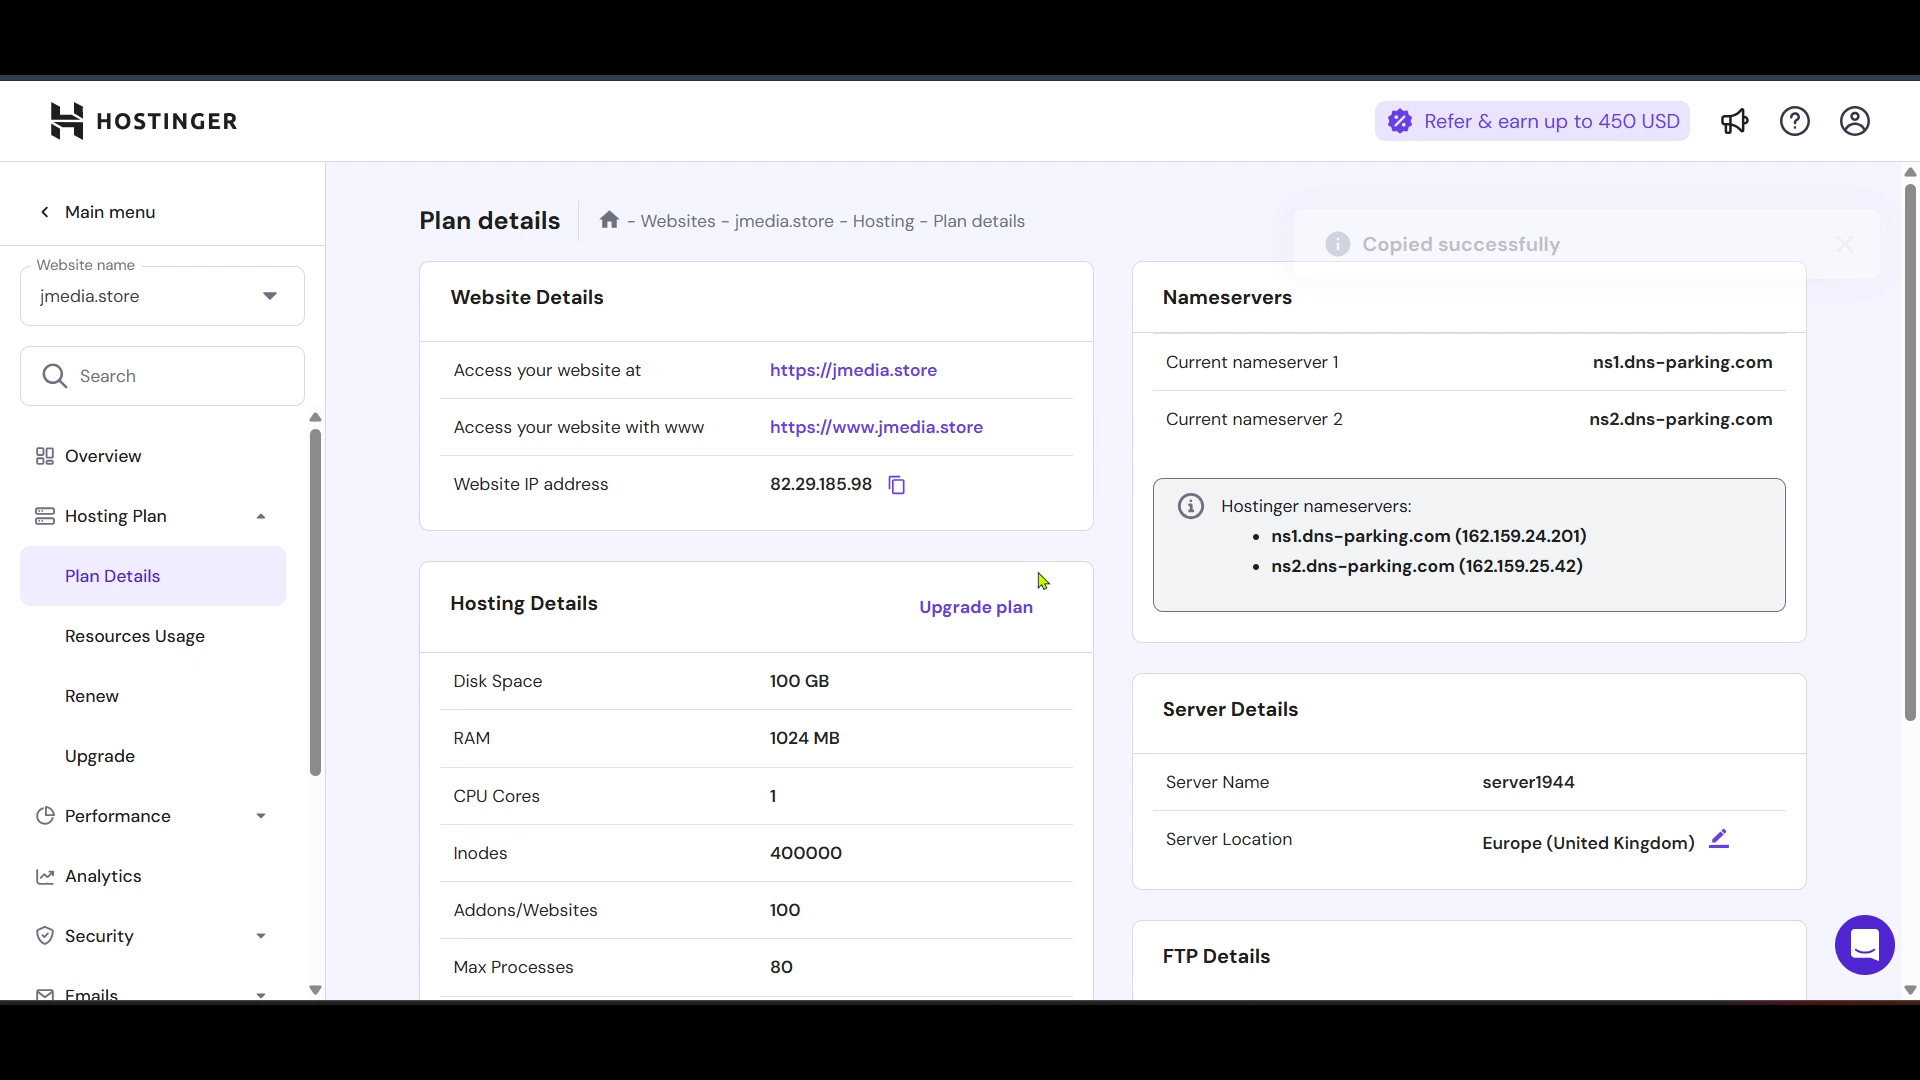 HOSTINGER
Refer & earn up to 450 USD
Main menu
Website name
jmedia.store
Search
Overview
Hosting Plan
Plan Details
Resources Usage
Renew
Upgrade
Performance
Analytics
Security
Emails
Plan details
- Websites - jmedia.store - Hosting - Plan details
Copied successfully
Website Details
Access your website at https://jmedia.store
Access your website with www https://www.jmedia.store
Website IP address 82.29.185.98
Hosting Details Upgrade plan
Disk Space 100 GB
RAM 1024 MB
CPU Cores 1
Inodes 400000
Addons/Websites 100
Max Processes 80
Nameservers
Current nameserver 1 ns1.dns-parking.com
Current nameserver 2 ns2.dns-parking.com
Hostinger nameservers:
• ns1.dns-parking.com (162.159.24.201)
• ns2.dns-parking.com (162.159.25.42)
Server Details
Server Name server1944
Server Location Europe (United Kingdom)
FTP Details